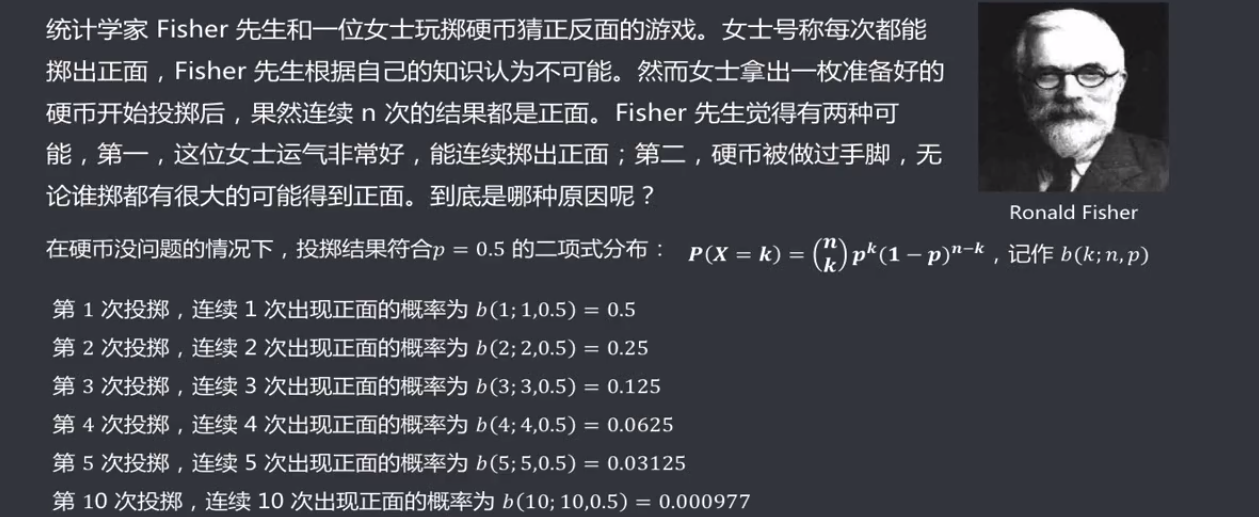 统计学家 Fisher 先生和一位女士玩掷硬币猜正反面的游戏。女士号称每次都能
掷出正面，Fisher 先生根据自己的知识认为不可能。然而女士拿出一枚准备好的
硬币开始投掷后，果然连续 n 次的结果都是正面。Fisher 先生觉得有两种可
能，第一，这位女士运气非常好，能连续掷出正面；第二，硬币被做过手脚，无
论谁掷都有很大的可能得到正面。到底是哪种原因呢？
Ronald Fisher
在硬币没问题的情况下，投掷结果符合p = 0.5 的二项式分布： P(X = k) = (n k) p^k (1 − p)^{n−k}，记作 b(k; n, p)
第 1 次投掷，连续 1 次出现正面的概率为 b(1; 1,0.5) = 0.5
第 2 次投掷，连续 2 次出现正面的概率为 b(2; 2,0.5) = 0.25
第 3 次投掷，连续 3 次出现正面的概率为 b(3; 3,0.5) = 0.125
第 4 次投掷，连续 4 次出现正面的概率为 b(4; 4,0.5) = 0.0625
第 5 次投掷，连续 5 次出现正面的概率为 b(5; 5,0.5) = 0.03125
第 10 次投掷，连续 10 次出现正面的概率为 b(10; 10,0.5) = 0.000977